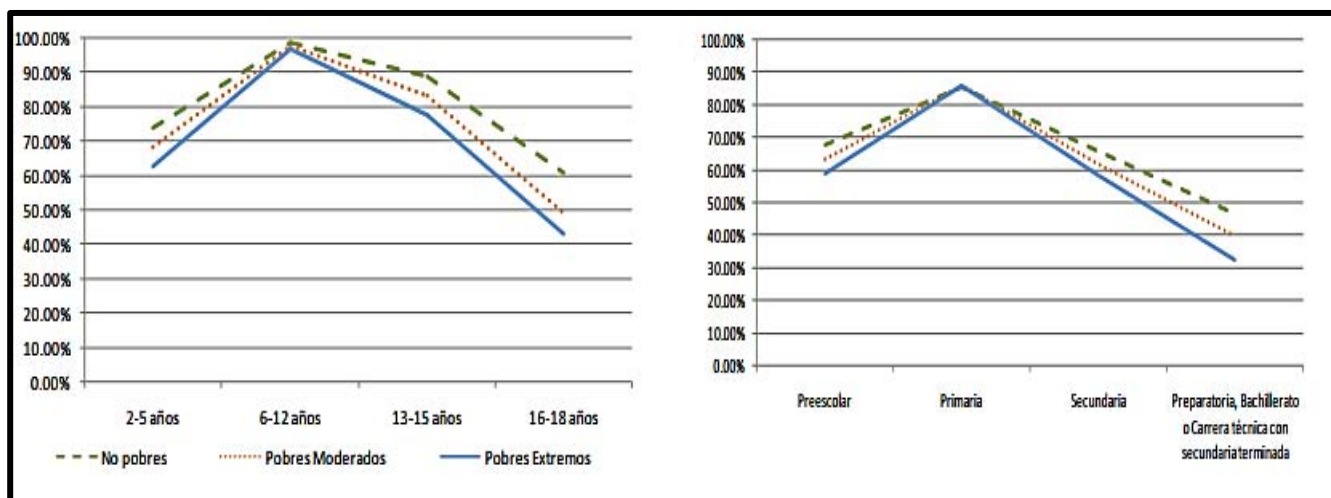 100.00%
90.00%
80.00%
70.00%
60.00%
50.00%
40.00%
30.00%
20.00%
10.00%
0.00%
2-5 años
6-12 años
13-15 años
16-18 años
No pobres
Pobres Moderados
Pobres Extremos
100.00%
90.00%
80.00%
70.00%
60.00%
50.00%
40.00%
30.00%
20.00%
10.00%
0.00%
Preescolar
Primaria
Secundaria
Preparatoria, Bachillerato
o Carrera técnica con
secundaria terminada